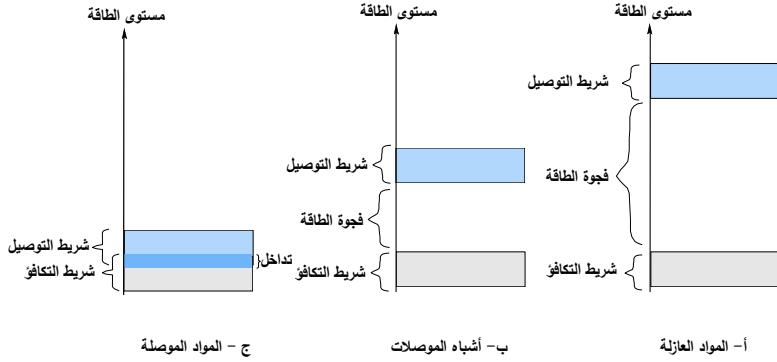 مستوى الطاقة
شريط التوصيل
فجوة الطاقة
شريط التكافؤ
أ- المواد العازلة
مستوى الطاقة
شريط التوصيل
فجوة الطاقة
شريط التكافؤ
ب- أشباه الموصلات
مستوى الطاقة
شريط التوصيل
تداخل
شريط التكافؤ
ج - المواد الموصلة